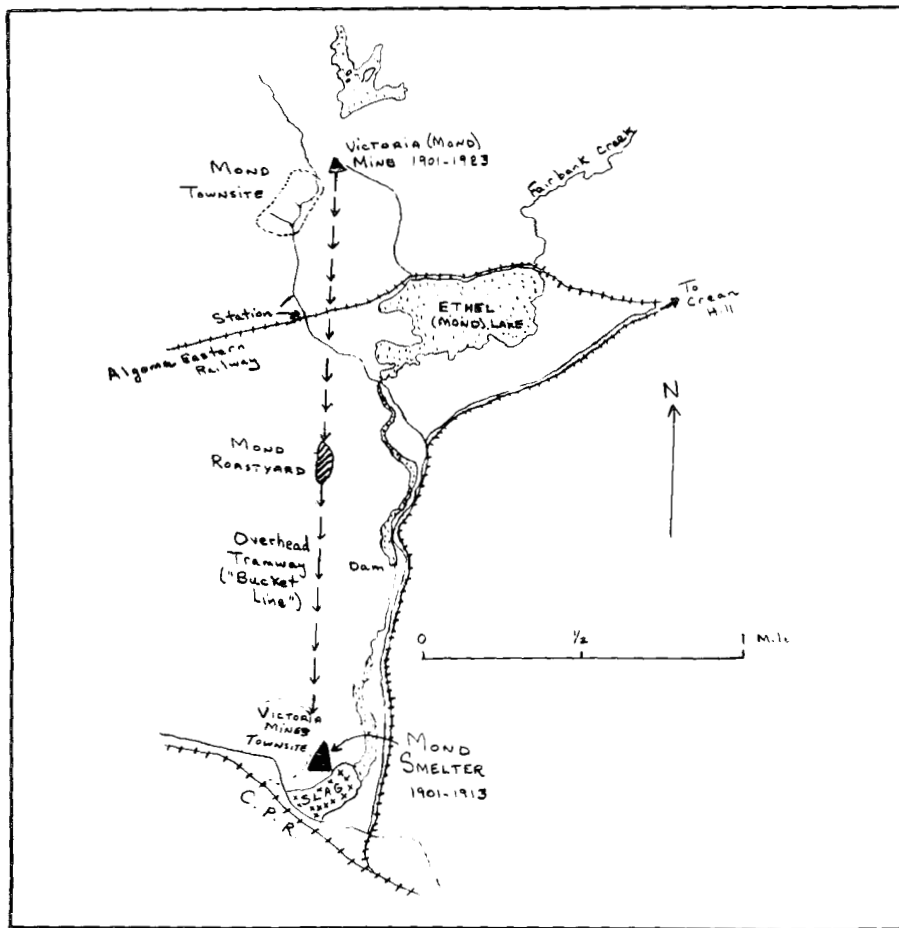 VICTORIA (MOND)
MINE 1901-1923
MOND
TOWNSITE
Fairbank Creek
To
Crean
Hill
ETHEL
(MOND) LAKE
Station
Algoma Eastern
Railway
N
MOND
ROASTYARD
Overhead
Tramway
("Bucket
Line")
Dam
0 1/2 1 Mile
VICTORIA
MINES
TOWNSITE
MOND
SMELTER
1901-1913
SLAG
C.P.R.